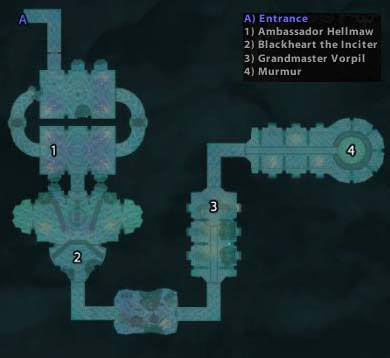 A
A) Entrance
1) Ambassador Hellmaw
2) Blackheart the Inciter
3) Grandmaster Vorpil
4) Murmur
1
4
3
2